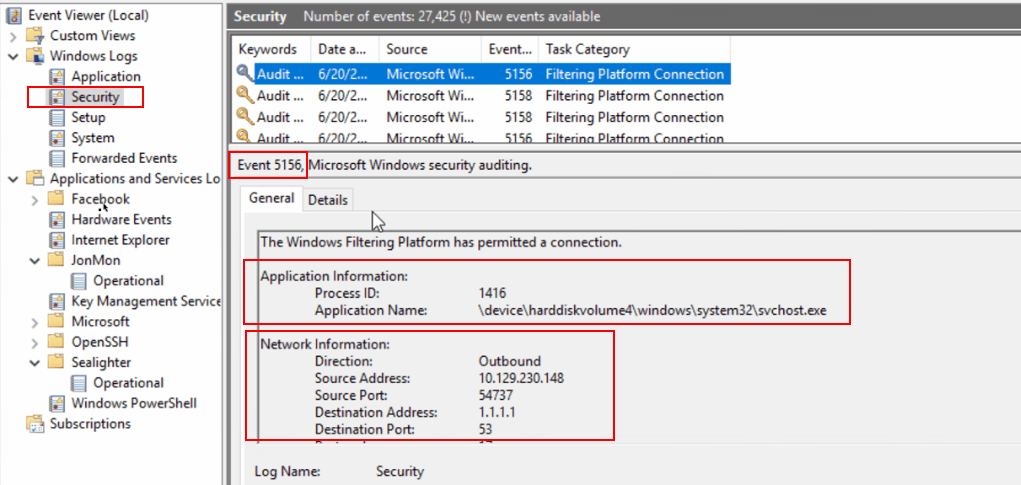 Event Viewer (Local)
Custom Views
Windows Logs
Application
Security
Setup
System
Forwarded Events
Applications and Services Lo
Facebook
Hardware Events
Internet Explorer
JonMon
Operational
Key Management Service
Microsoft
OpenSSH
Sealighter
Operational
Windows PowerShell
Subscriptions
Security Number of events: 27,425 (!) New events available
Keywords Date a... Source Event... Task Category
Audit ... 6/20/2... Microsoft Wi... 5156 Filtering Platform Connection
Audit ... 6/20/2... Microsoft Wi... 5158 Filtering Platform Connection
Audit ... 6/20/2... Microsoft Wi... 5158 Filtering Platform Connection
Audit ... 6/20/2... Microsoft Wi... 5156 Filtering Platform Connection
Event 5156, Microsoft Windows security auditing.
General Details
The Windows Filtering Platform has permitted a connection.
Application Information:
Process ID: 1416
Application Name: \device\harddiskvolume4\windows\system32\svchost.exe
Network Information:
Direction: Outbound
Source Address: 10.129.230.148
Source Port: 54737
Destination Address: 1.1.1.1
Destination Port: 53
Log Name: Security